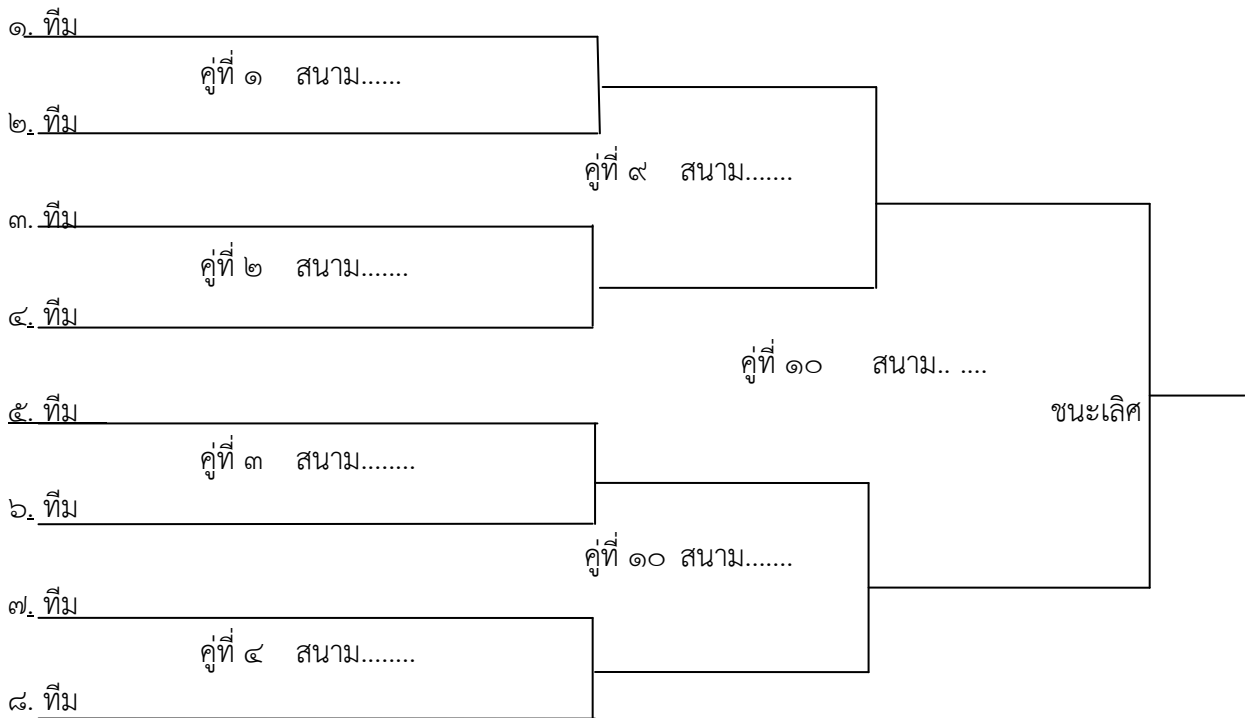 ๑. ทีม
คู่ที่ ๑ สนาม......
๒. ทีม
คู่ที่ ๙ สนาม.......
๓. ทีม
คู่ที่ ๒ สนาม.......
๔. ทีม
คู่ที่ ๑๐ สนาม.. ....
๕. ทีม
ชนะเลิศ
คู่ที่ ๓ สนาม........
๖. ทีม
คู่ที่ ๑๐ สนาม.......
๗. ทีม
คู่ที่ ๔ สนาม........
๘. ทีม